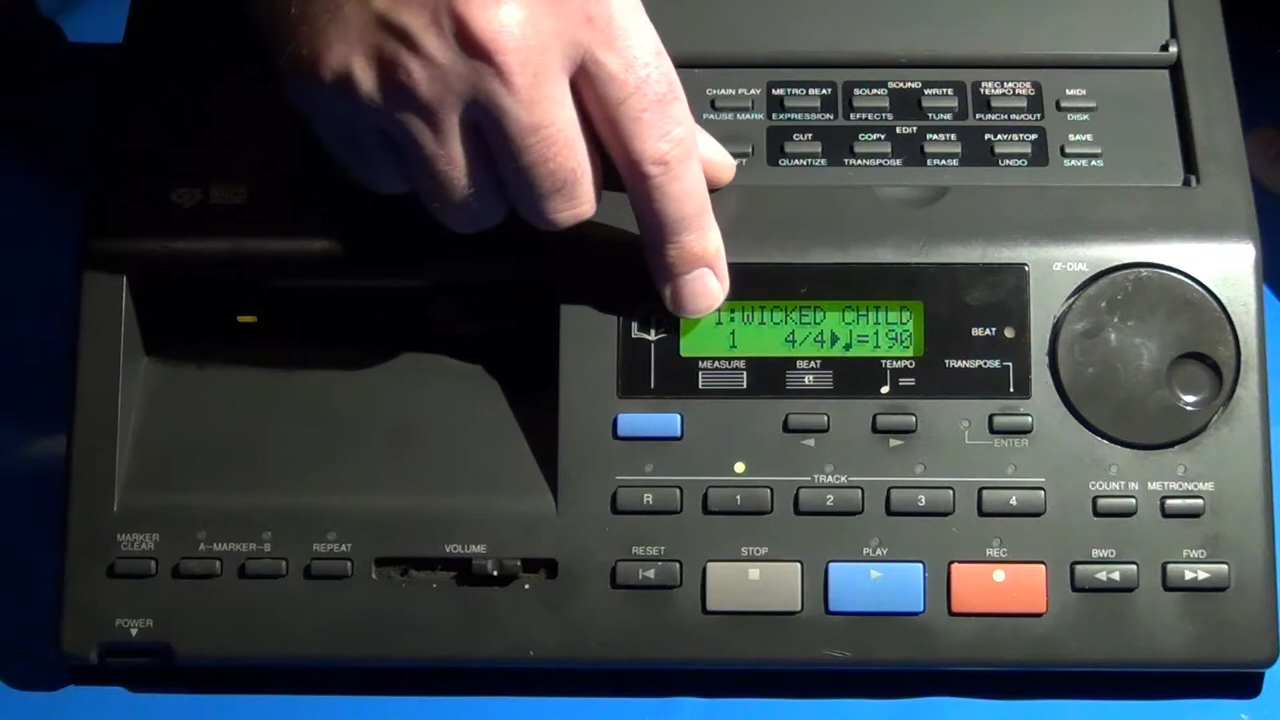 CHAIN PLAY
PAUSE MARK
METRO BEAT
EXPRESSION
SOUND
SOUND
WRITE
EFFECTS
TUNE
REC MODE
TEMPO REC
PUNCH IN/OUT
MIDI
DISK
EDIT
CUT
COPY
PASTE
PLAY/STOP
SAVE
QUANTIZE
TRANSPOSE
ERASE
UNDO
SAVE AS
α-DIAL
1:WICKED CHILD
1 4/4 ♩=190
BEAT
MEASURE
BEAT
TEMPO
TRANSPOSE
ENTER
TRACK
R
1
2
3
4
COUNT IN
METRONOME
MARKER
CLEAR
A-MARKER-B
REPEAT
VOLUME
RESET
STOP
PLAY
REC
BWD
FWD
POWER